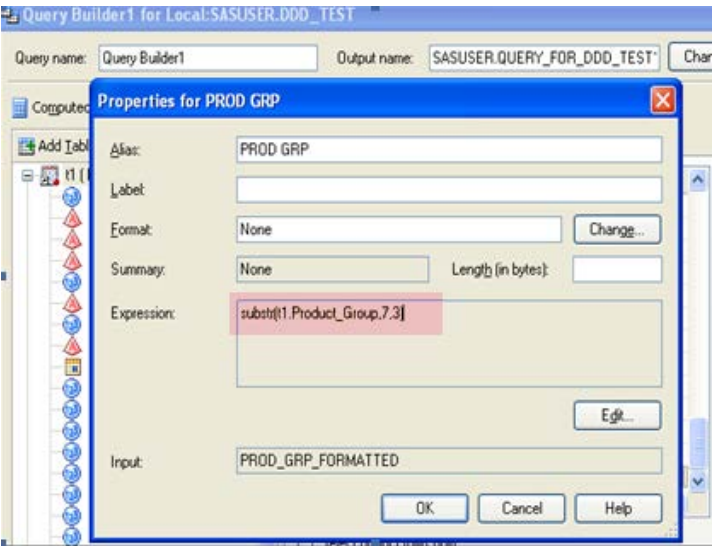 Query Builder1 for Local:SASUSER.DDD_TEST
Query name: Query Builder1 Output name: SASUSER.QUERY_FOR_DDD_TEST Chan
Computed
Properties for PROD GRP
Add Tabl
t1 (
Alias: PROD GRP
Label:
Format: None Change...
Summary: None Length (in bytes):
Expression: substr(t1.Product_Group,7,3)
Edit...
Input: PROD_GRP_FORMATTED
OK Cancel Help